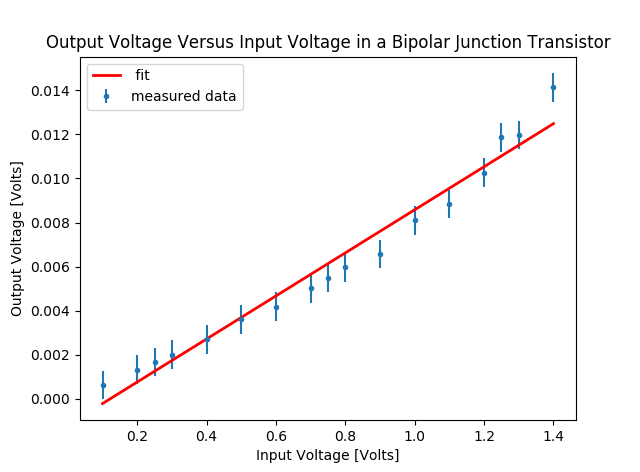 Output Voltage Versus Input Voltage in a Bipolar Junction Transistor
fit
measured data
0.014
0.012
0.010
0.008
0.006
0.004
0.002
0.000
Output Voltage [Volts]
0.2 0.4 0.6 0.8 1.0 1.2 1.4
Input Voltage [Volts]